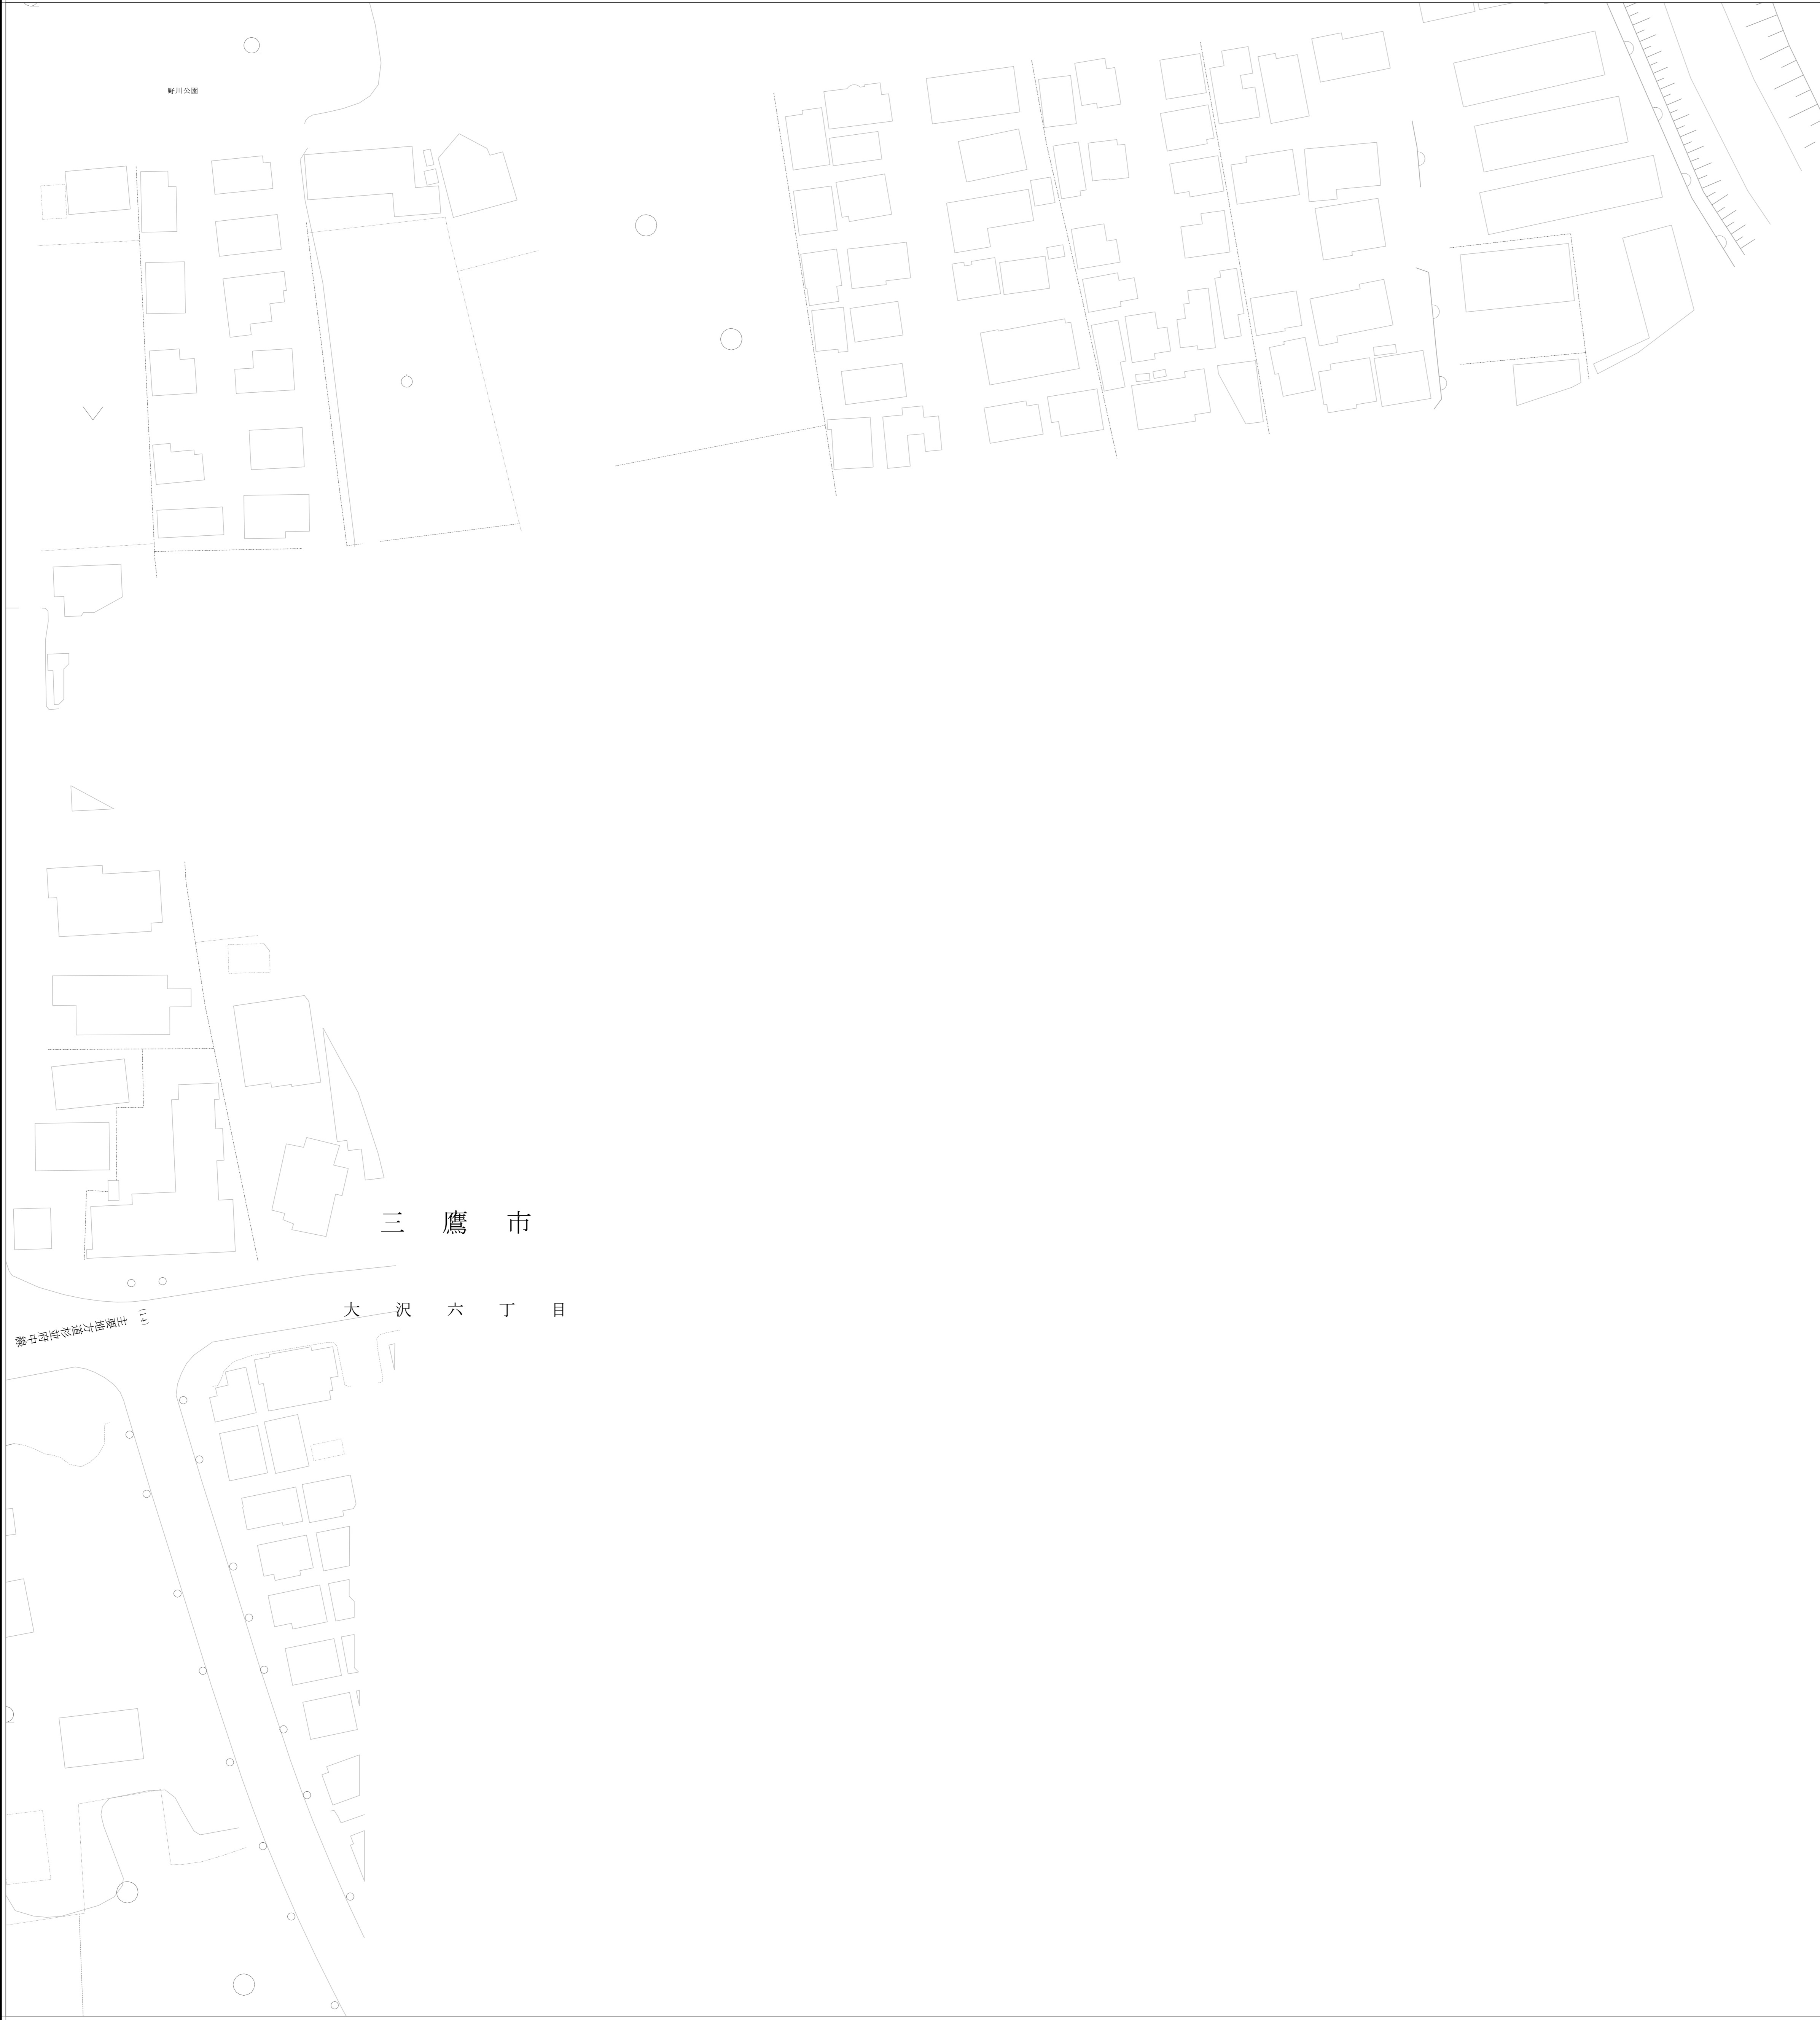 野川公園
三鷹市
大沢六丁目
(14)
主要地方道杉並府中線